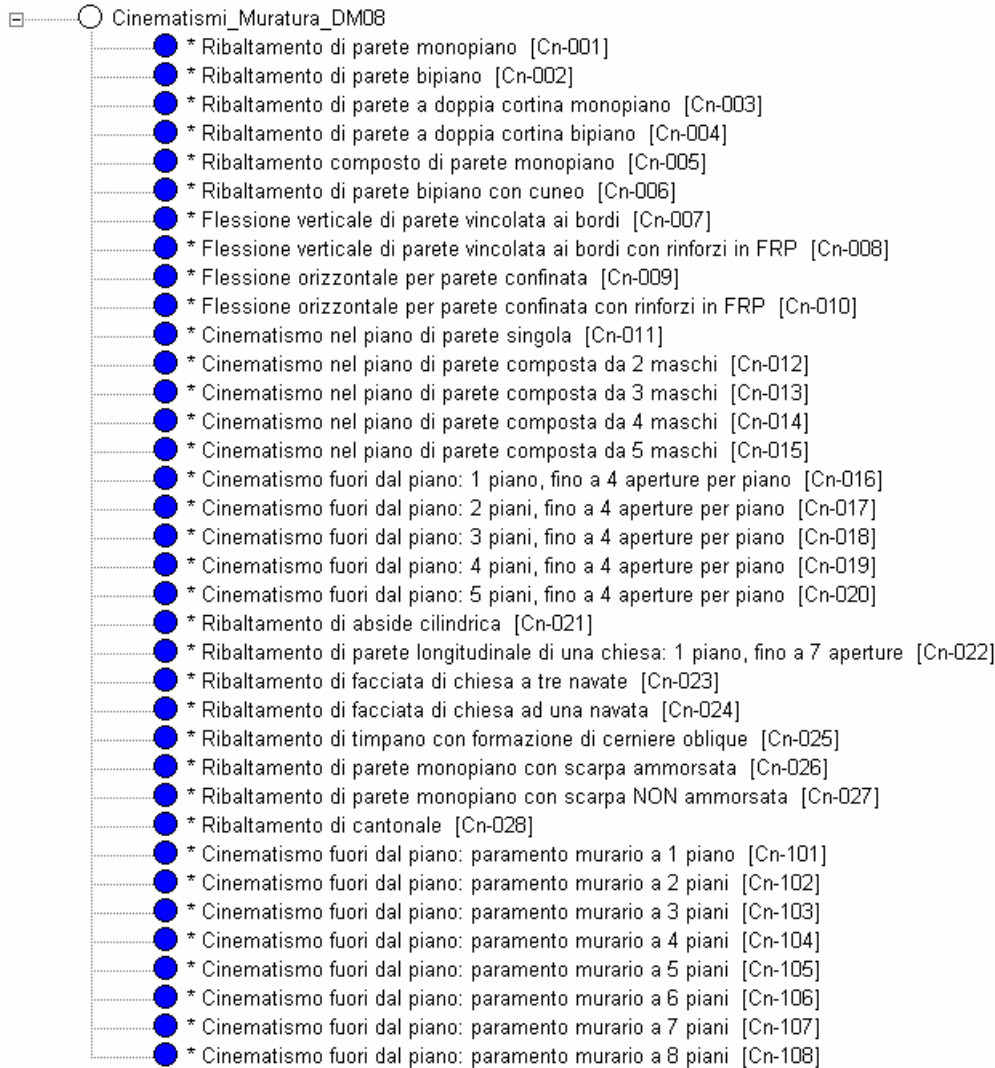 Cinematismi_Muratura_DM08
* Ribaltamento di parete monopiano [Cn-001]
* Ribaltamento di parete bipiano [Cn-002]
* Ribaltamento di parete a doppia cortina monopiano [Cn-003]
* Ribaltamento di parete a doppia cortina bipiano [Cn-004]
* Ribaltamento composto di parete monopiano [Cn-005]
* Ribaltamento di parete bipiano con cuneo [Cn-006]
* Flessione verticale di parete vincolata ai bordi [Cn-007]
* Flessione verticale di parete vincolata ai bordi con rinforzi in FRP [Cn-008]
* Flessione orizzontale per parete confinata [Cn-009]
* Flessione orizzontale per parete confinata con rinforzi in FRP [Cn-010]
* Cinematismo nel piano di parete singola [Cn-011]
* Cinematismo nel piano di parete composta da 2 maschi [Cn-012]
* Cinematismo nel piano di parete composta da 3 maschi [Cn-013]
* Cinematismo nel piano di parete composta da 4 maschi [Cn-014]
* Cinematismo nel piano di parete composta da 5 maschi [Cn-015]
* Cinematismo fuori dal piano: 1 piano, fino a 4 aperture per piano [Cn-016]
* Cinematismo fuori dal piano: 2 piani, fino a 4 aperture per piano [Cn-017]
* Cinematismo fuori dal piano: 3 piani, fino a 4 aperture per piano [Cn-018]
* Cinematismo fuori dal piano: 4 piani, fino a 4 aperture per piano [Cn-019]
* Cinematismo fuori dal piano: 5 piani, fino a 4 aperture per piano [Cn-020]
* Ribaltamento di abside cilindrica [Cn-021]
* Ribaltamento di parete longitudinale di una chiesa: 1 piano, fino a 7 aperture [Cn-022]
* Ribaltamento di facciata di chiesa a tre navate [Cn-023]
* Ribaltamento di facciata di chiesa ad una navata [Cn-024]
* Ribaltamento di timpano con formazione di cerniere oblique [Cn-025]
* Ribaltamento di parete monopiano con scarpa ammorsata [Cn-026]
* Ribaltamento di parete monopiano con scarpa NON ammorsata [Cn-027]
* Ribaltamento di cantonale [Cn-028]
* Cinematismo fuori dal piano: paramento murario a 1 piano [Cn-101]
* Cinematismo fuori dal piano: paramento murario a 2 piani [Cn-102]
* Cinematismo fuori dal piano: paramento murario a 3 piani [Cn-103]
* Cinematismo fuori dal piano: paramento murario a 4 piani [Cn-104]
* Cinematismo fuori dal piano: paramento murario a 5 piani [Cn-105]
* Cinematismo fuori dal piano: paramento murario a 6 piani [Cn-106]
* Cinematismo fuori dal piano: paramento murario a 7 piani [Cn-107]
* Cinematismo fuori dal piano: paramento murario a 8 piani [Cn-108]